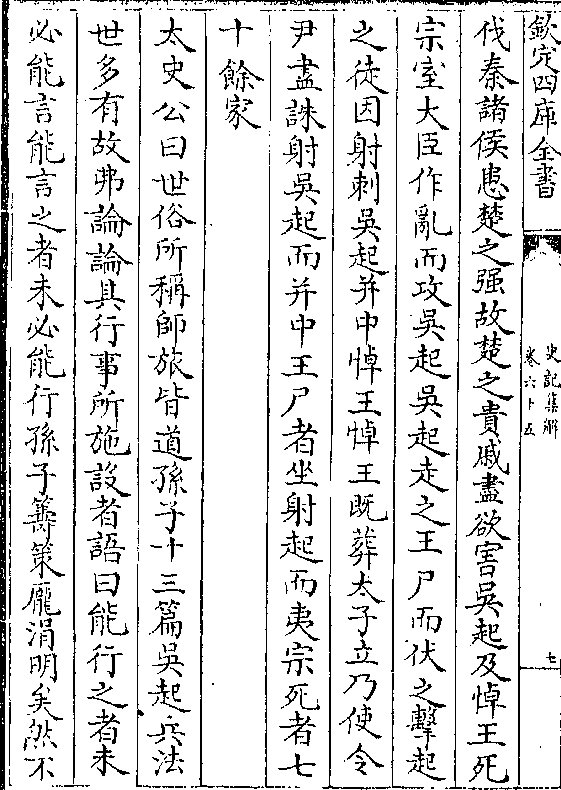 欽定四庫全書
史記集解
卷六十五
七
伐秦諸侯患楚之强故楚之貴戚盡欲害吳起及悼王死
宗室大臣作亂而攻吳起吳起走之王尸而伏之擊起
之徒因射刺吳起并中悼王悼王既葬太子立乃使令
尹盡誅射吳起而并中王尸者坐射起而夷宗死者七
十餘家
太史公曰世俗所稱師旅皆道孫子十三篇吳起兵法
世多有故弗論論其行事所施設者語曰能行之者未
必能言能言之者未必能行孫子籌策龐涓明矣然不